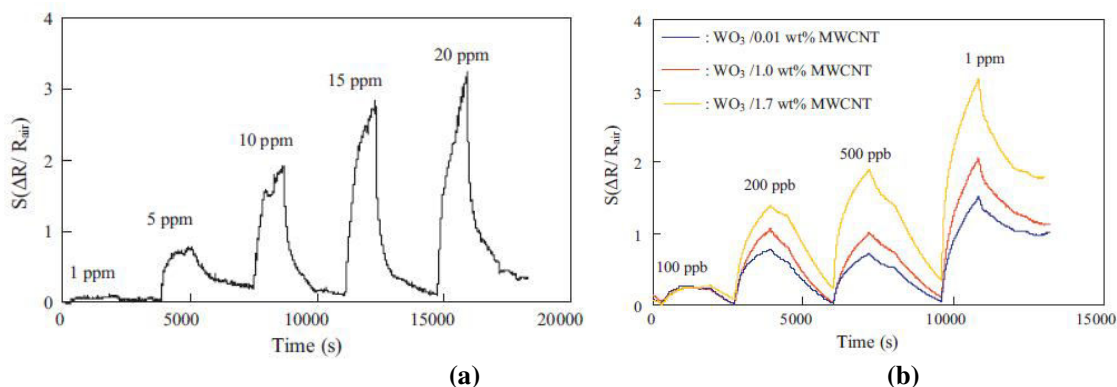 4
3
2
1
0
S(ΔR/ R_air)
1 ppm
5 ppm
10 ppm
15 ppm
20 ppm
0
5000
10000
15000
20000
Time (s)
(a)
4
3
2
1
0
S(ΔR/ R_air)
: WO₃ /0.01 wt% MWCNT
: WO₃ /1.0 wt% MWCNT
: WO₃ /1.7 wt% MWCNT
100 ppb
200 ppb
500 ppb
1 ppm
0
5000
10000
15000
Time (s)
(b)